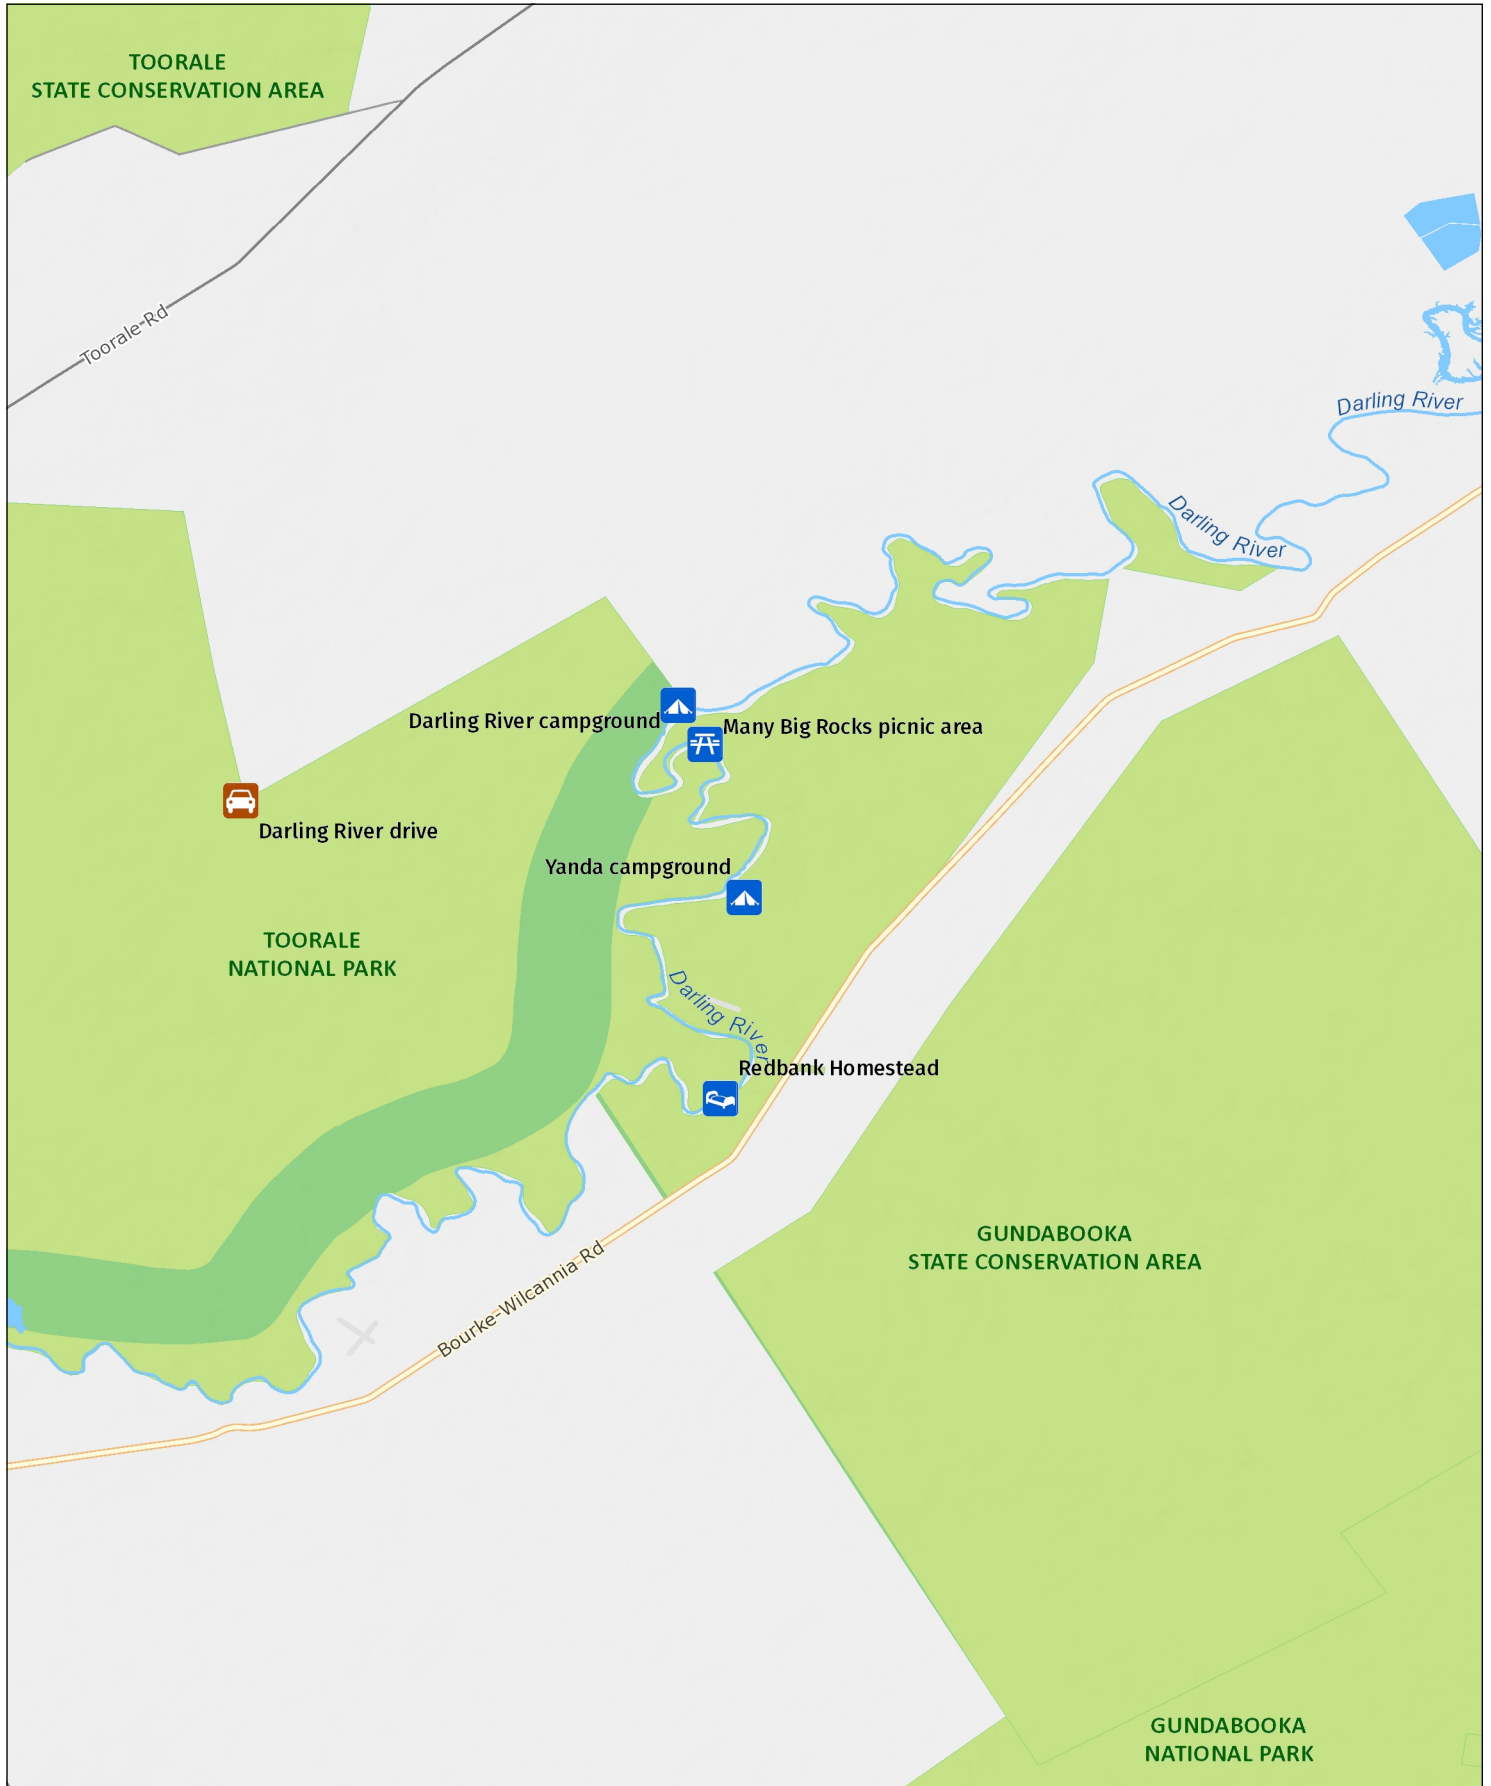 TOORALE
STATE CONSERVATION AREA
Toorale Rd
Darling River
Darling River
Darling River campground
Many Big Rocks picnic area
Darling River drive
Yanda campground
TOORALE
NATIONAL PARK
Darling River
Redbank Homestead
GUNDABOOKA
STATE CONSERVATION AREA
Bourke-Wilcannia Rd
GUNDABOOKA
NATIONAL PARK